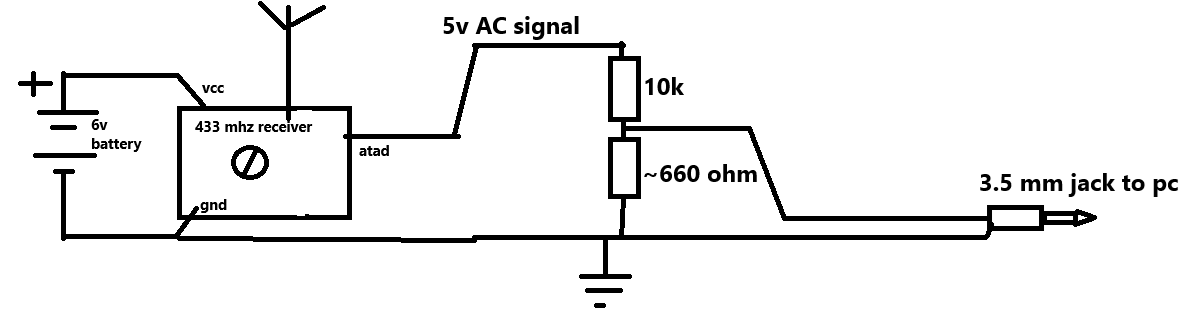 5v AC signal
+
vcc
10k
6v
battery
433 mhz receiver
atad
~660 ohm
3.5 mm jack to pc
gnd